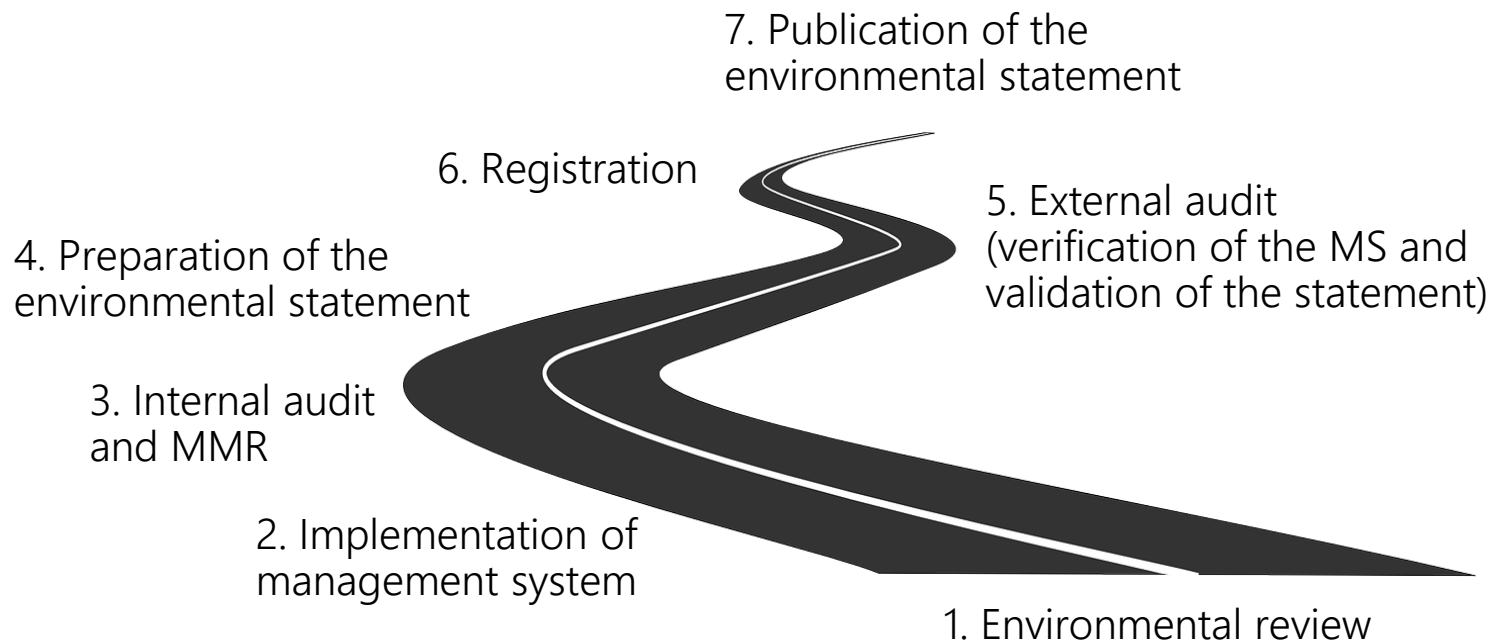 7. Publication of the
environmental statement
6. Registration
5. External audit
(verification of the MS and
validation of the statement)
4. Preparation of the
environmental statement
3. Internal audit
and MMR
2. Implementation of
management system
1. Environmental review